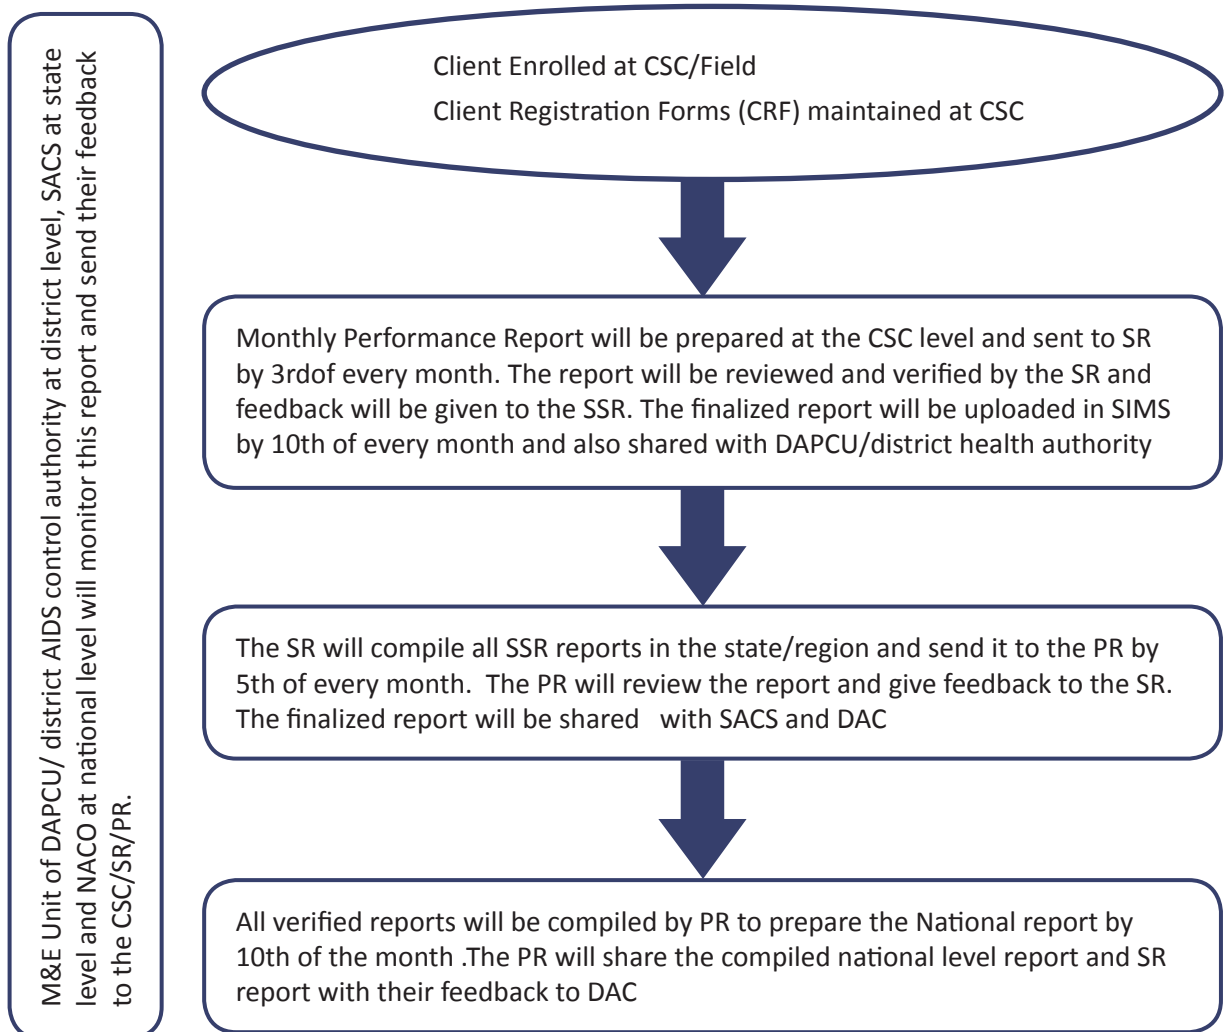 M&E Unit of DAPCU/ district AIDS control authority at district level, SACS at state
level and NACO at national level will monitor this report and send their feedback
to the CSC/SR/PR.
Client Enrolled at CSC/Field
Client Registration Forms (CRF) maintained at CSC
Monthly Performance Report will be prepared at the CSC level and sent to SR
by 3rdof every month. The report will be reviewed and verified by the SR and
feedback will be given to the SSR. The finalized report will be uploaded in SIMS
by 10th of every month and also shared with DAPCU/district health authority
The SR will compile all SSR reports in the state/region and send it to the PR by
5th of every month.  The PR will review the report and give feedback to the SR.
The finalized report will be shared   with SACS and DAC
All verified reports will be compiled by PR to prepare the National report by
10th of the month .The PR will share the compiled national level report and SR
report with their feedback to DAC